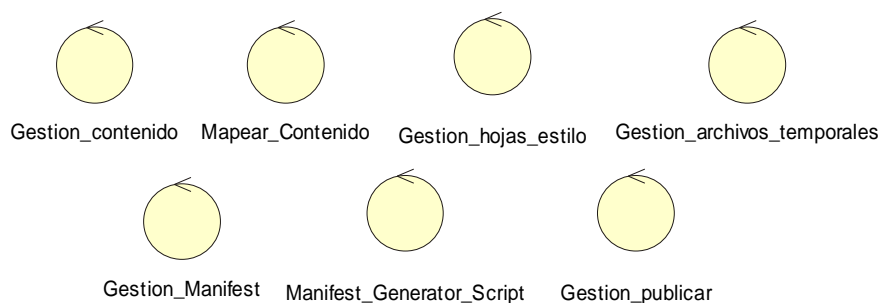 Gestion_contenido
Mapear_Contenido
Gestion_hojas_estilo
Gestion_archivos_temporales
Gestion_Manifest
Manifest_Generator_Script
Gestion_publicar